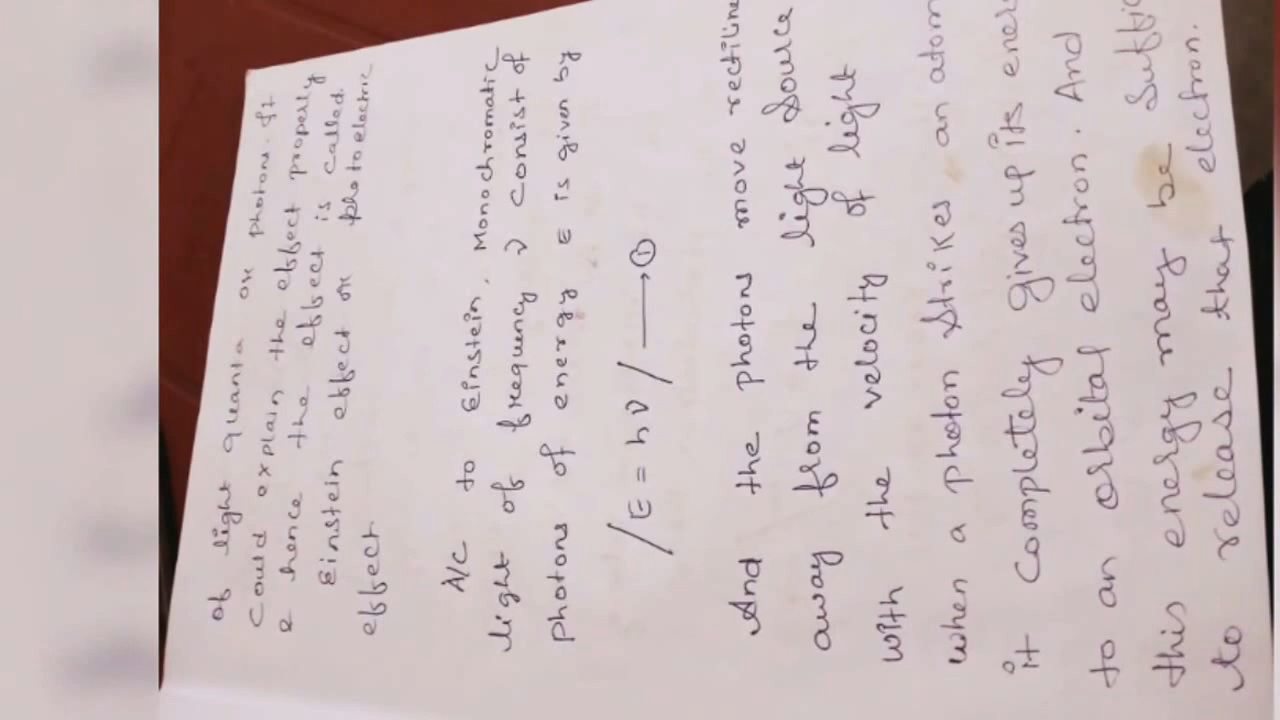 of light quanta or photons. It
could explain the effect properly
& hence the effect is called
Einstein effect or photoelectric
effect
A/c to Einstein, Monochromatic
light of frequency ν consist of
photons of energy E is given by
/E = hν/ ⟶ ①
And the photons move rectiline
away from the light source
with the velocity of light
when a photon strikes an atom
it completely gives up its ener
to an orbital electron. And
this energy may be suffic
to release that electron.